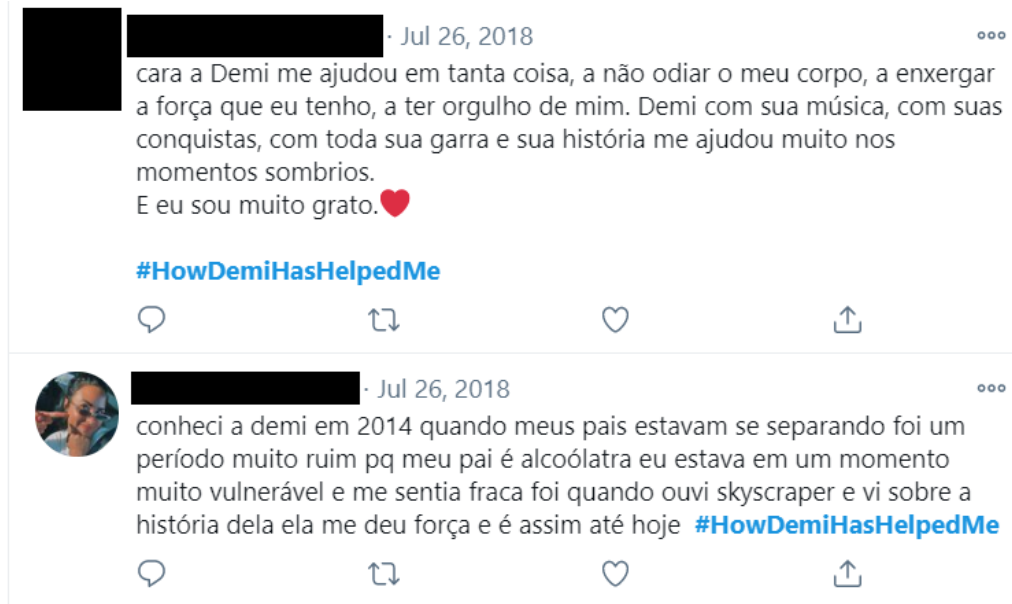 · Jul 26, 2018
cara a Demi me ajudou em tanta coisa, a não odiar o meu corpo, a enxergar
a força que eu tenho, a ter orgulho de mim. Demi com sua música, com suas
conquistas, com toda sua garra e sua história me ajudou muito nos
momentos sombrios.
E eu sou muito grato.❤️
#HowDemiHasHelpedMe
· Jul 26, 2018
conheci a demi em 2014 quando meus pais estavam se separando foi um
período muito ruim pq meu pai é alcoólatra eu estava em um momento
muito vulnerável e me sentia fraca foi quando ouvi skyscraper e vi sobre a
história dela ela me deu força e é assim até hoje #HowDemiHasHelpedMe